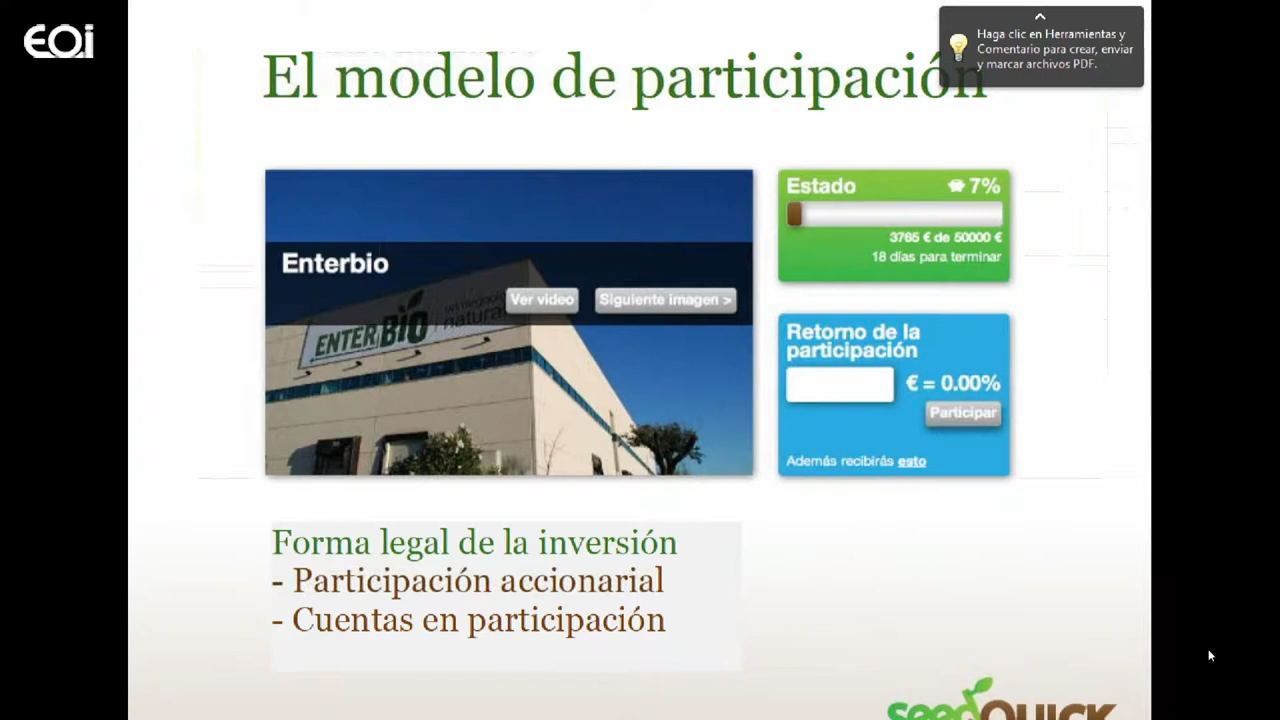 EOi
Haga clic en Herramientas y
Comentario para crear, enviar
y marcar archivos PDF.
El modelo de participación
Enterbio
Ver video
Siguiente imagen >
ENTERBIO
natural
Estado
7%
3765 € de 50000 €
18 días para terminar
Retorno de la
participación
€ = 0.00%
Participar
Además recibirás esto
Forma legal de la inversión
- Participación accionarial
- Cuentas en participación
seedQUICK